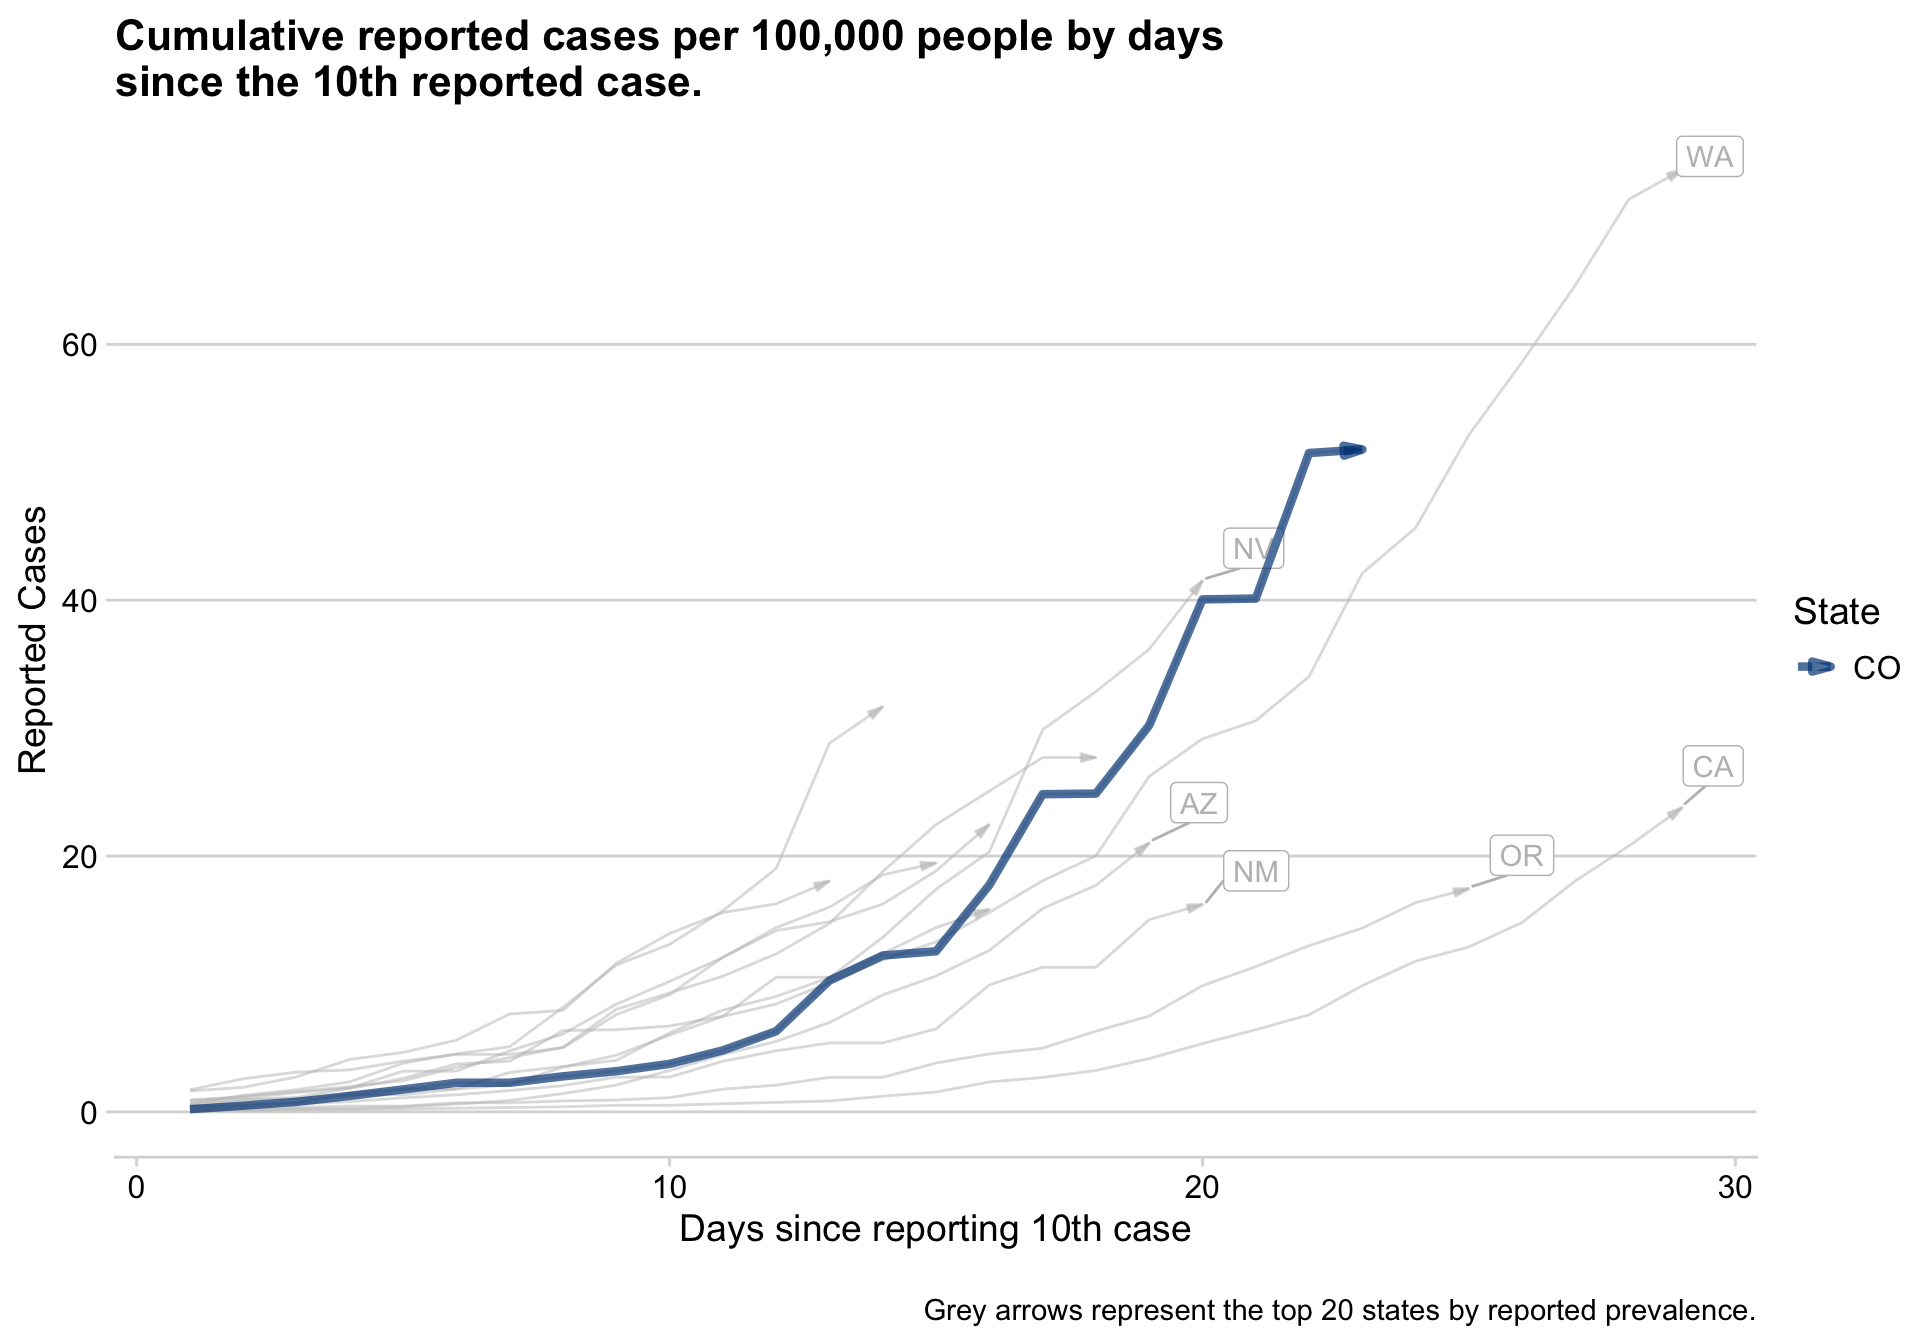 Cumulative reported cases per 100,000 people by days
since the 10th reported case.
WA
60
NV
40
State
CO
Reported Cases
CA
AZ
OR
20
NM
0
0 10 20 30
Days since reporting 10th case
Grey arrows represent the top 20 states by reported prevalence.